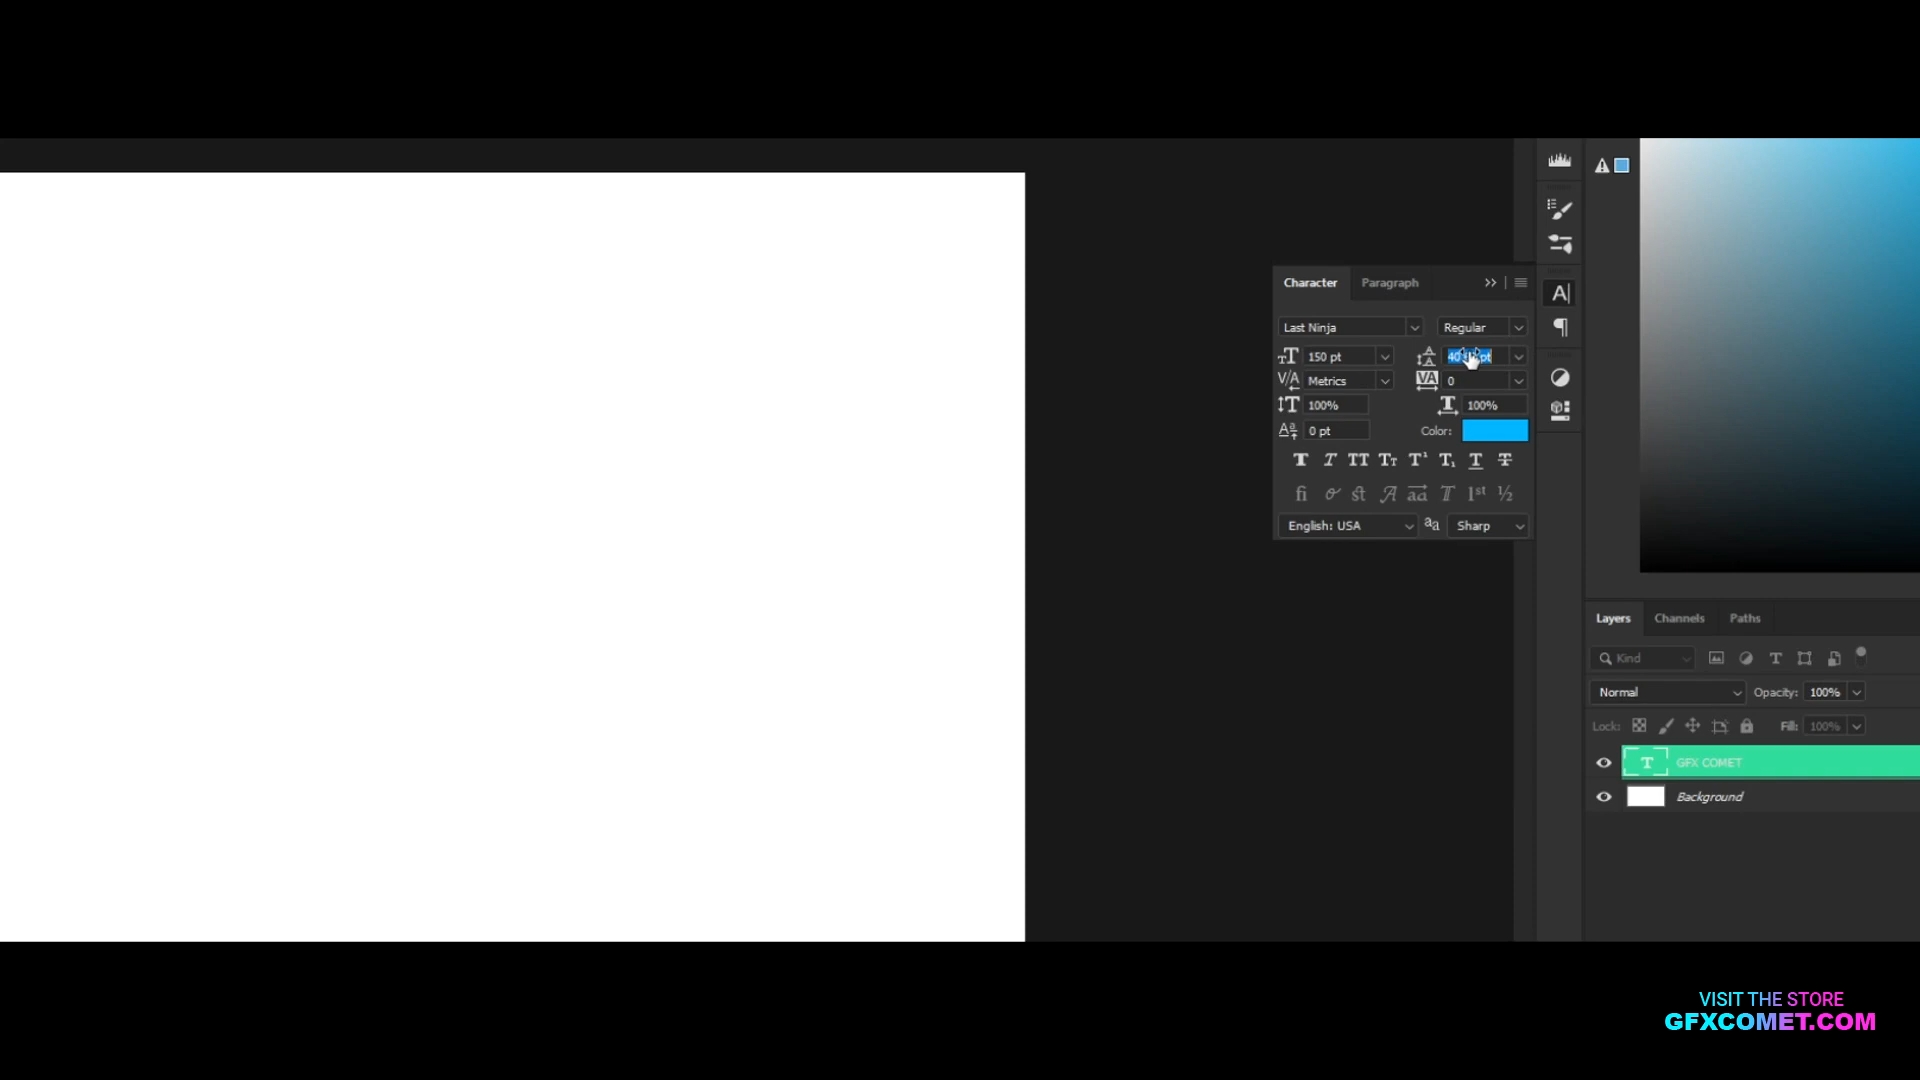 Character Paragraph
Last Ninja Regular
150 pt
Metrics 0
100% 100%
0 pt Color:
English: USA Sharp
Layers Channels Paths
Kind
Normal Opacity: 100%
Lock: Fill: 100%
GFX COMET
Background
VISIT THE STORE
GFXCOMET.COM